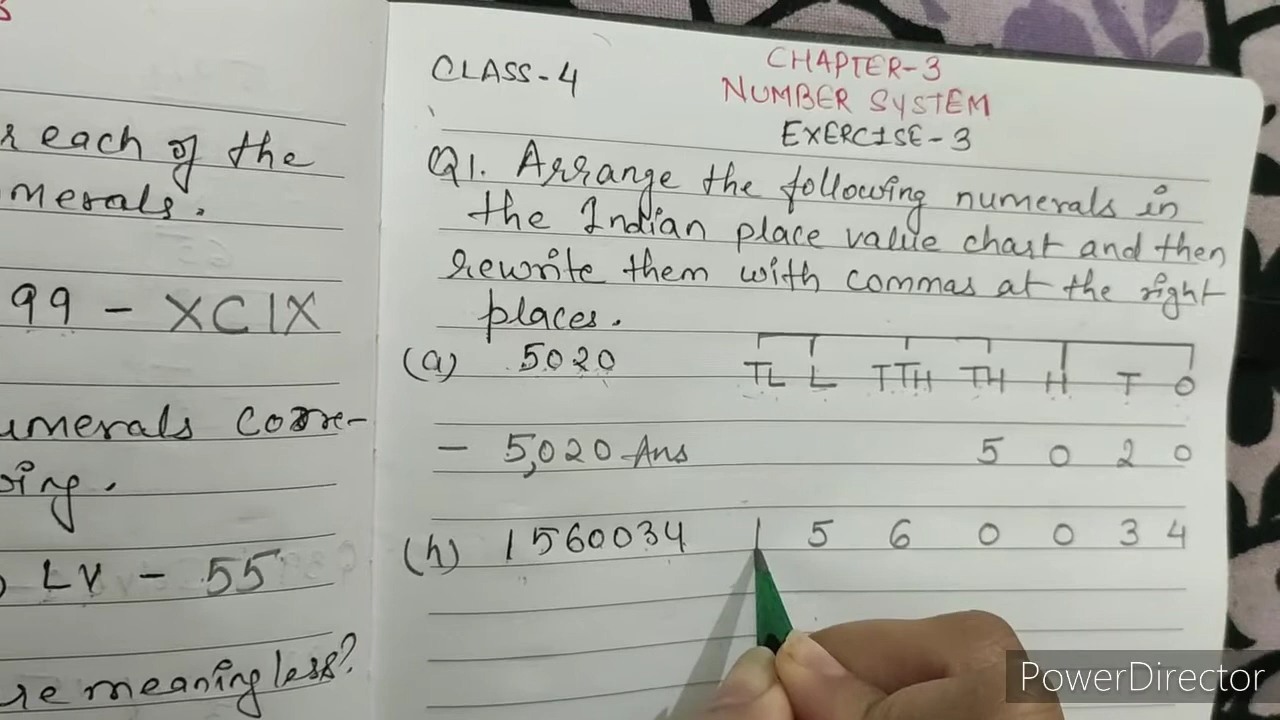 r each of the
merals.
99 - XCIX
umerals corre-
ing.
LV - 55
re meaningless?
CLASS-4
CHAPTER-3
NUMBER SYSTEM
EXERCISE-3
Q1. Arrange the following numerals in
the Indian place value chart and then
rewrite them with commas at the right
places.
(a) 5020 TL L TTH TH H T O
- 5,020 Ans 5 0 2 0
(h) 1560034 1 5 6 0 0 3 4
PowerDirector